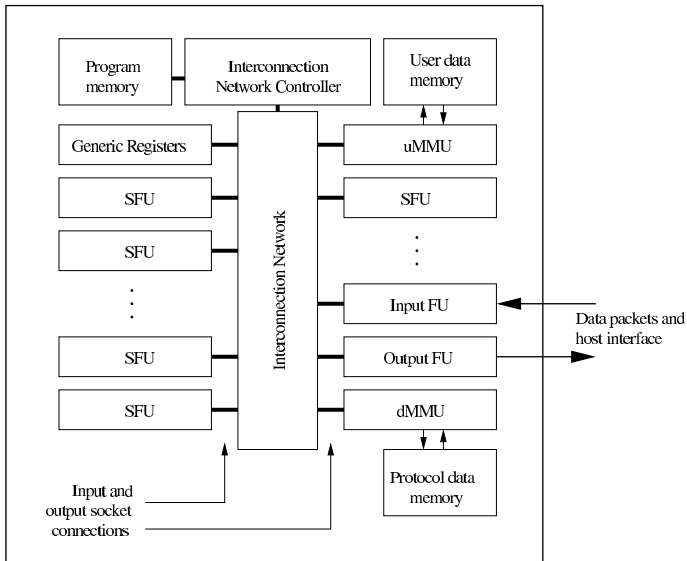 Program
memory
Interconnection
Network Controller
User data
memory
Generic Registers
uMMU
SFU
SFU
SFU
Interconnection Network
Input FU
Data packets and
host interface
SFU
Output FU
SFU
dMMU
Input and
output socket
connections
Protocol data
memory